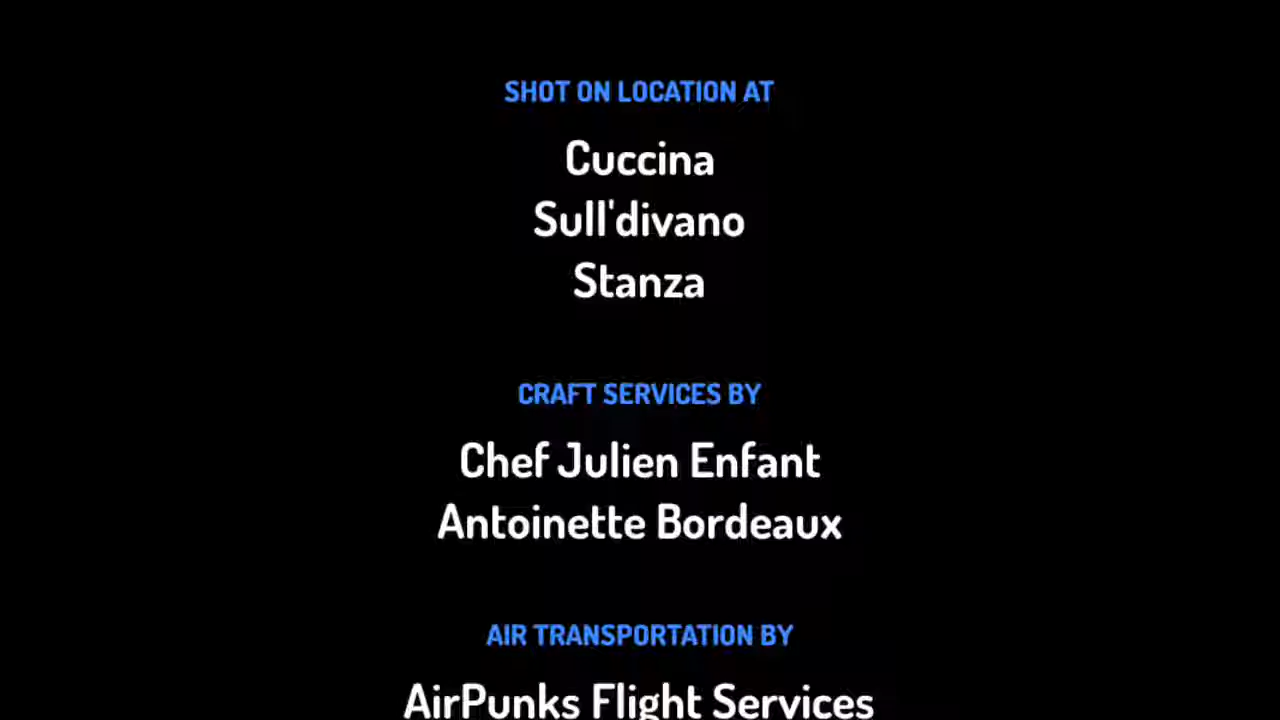 SHOT ON LOCATION AT
Cuccina
Sull'divano
Stanza
CRAFT SERVICES BY
Chef Julien Enfant
Antoinette Bordeaux
AIR TRANSPORTATION BY
AirPunks Flight Services